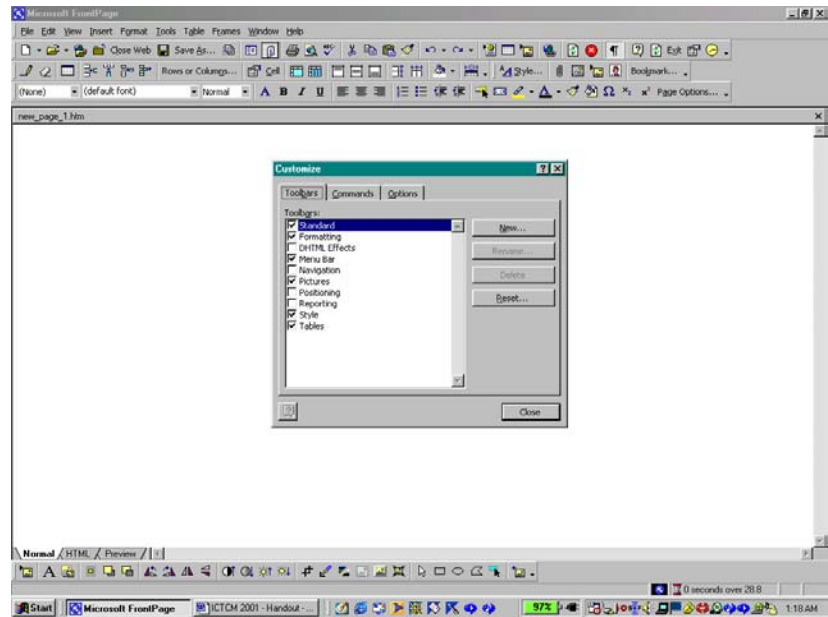 Microsoft FrontPage
File Edit View Insert Format Tools Table Frames Window Help
Close Web Save As... Exit
Rows or Columns... Cell Style... Bookmark...
(None) (default font) Normal A B I U Page Options...
new_page_1.htm
Customize
Toolbars Commands Options
Toolbars:
Standard New...
Formatting
DHTML Effects Rename...
Menu Bar
Navigation Delete
Pictures
Positioning Reset...
Reporting
Style
Tables
Close
Normal HTML Preview
0 seconds over 28.8
Start Microsoft FrontPage ICTCM 2001 - Handout - ... 97% 1:18 AM